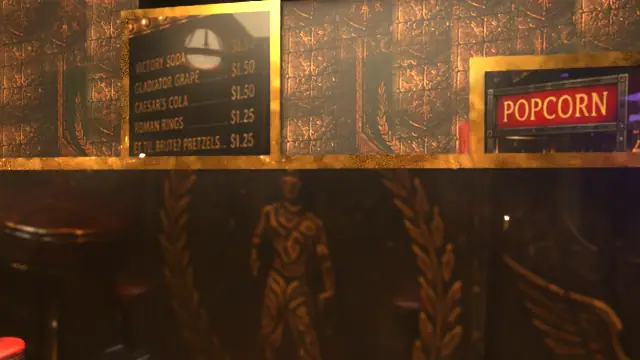 VICTORY SODA
GLADIATOR GRAPE $1.50
CAESAR'S COLA $1.50
ROMAN RINGS $1.25
ET TU, BRUTE? PRETZELS... $1.25
POPCORN